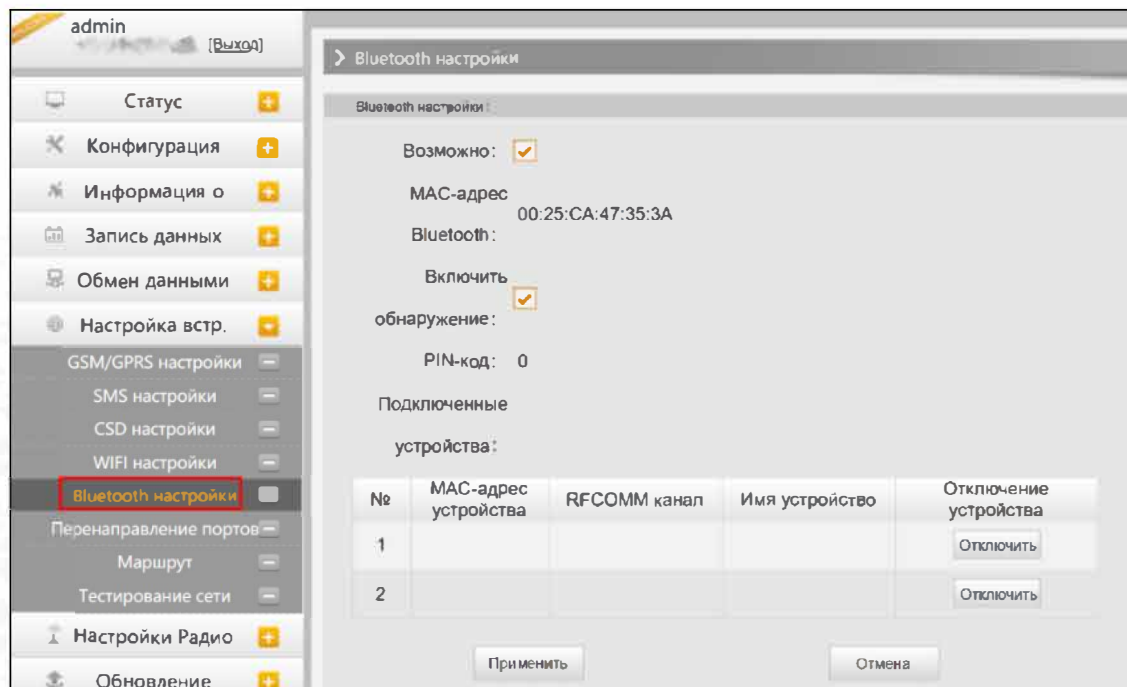 admin
[Выход]
Статус
Конфигурация
Информация о
Запись данных
Обмен данными
Настройка встр.
GSM/GPRS настройки
SMS настройки
CSD настройки
WIFI настройки
Bluetooth настройки
Перенаправление портов
Маршрут
Тестирование сети
Настройки Радио
Обновление
Bluetooth настройки
Bluetooth настройки:
Возможно:
MAC-адрес
Bluetooth:
00:25:CA:47:35:3A
Включить
обнаружение:
PIN-код: 0
Подключенные
устройства:
№ MAC-адрес устройства RFCOMM канал Имя устройство Отключение устройства
1 Отключить
2 Отключить
Применить Отмена